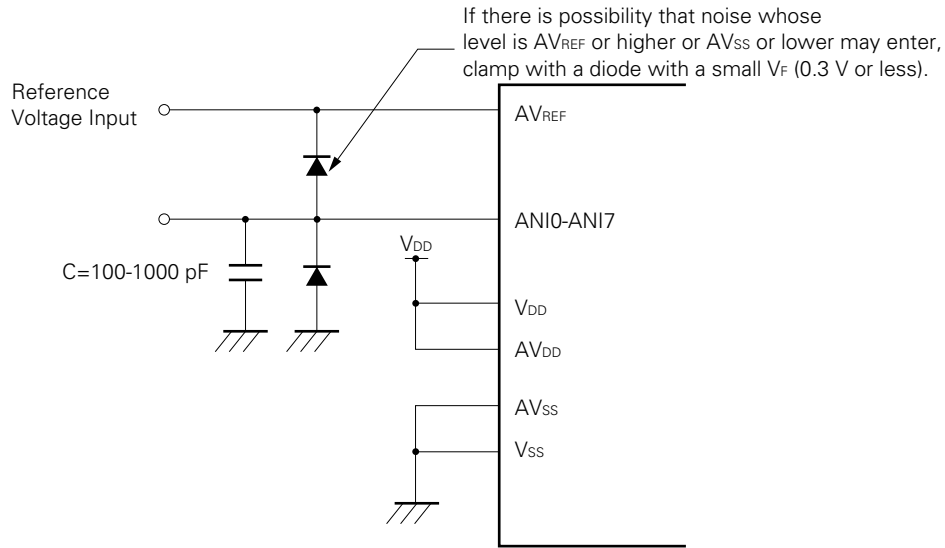 If there is possibility that noise whose
level is AVREF or higher or AVSS or lower may enter,
clamp with a diode with a small VF (0.3 V or less).
Reference
Voltage Input
AVREF
ANI0-ANI7
VDD
C=100-1000 pF
VDD
AVDD
AVSS
VSS